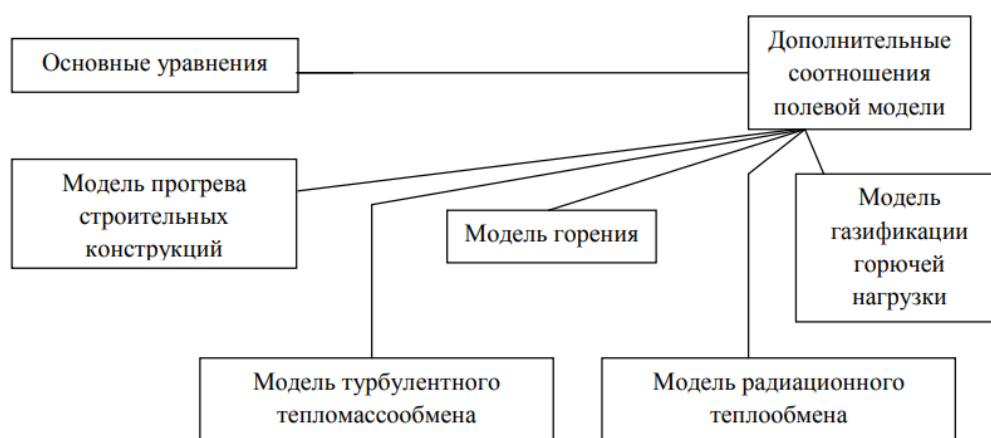 Основные уравнения
Дополнительные
соотношения
полевой модели
Модель прогрева
строительных
конструкций
Модель горения
Модель
газификации
горючей
нагрузки
Модель турбулентного
тепломассообмена
Модель радиационного
теплообмена